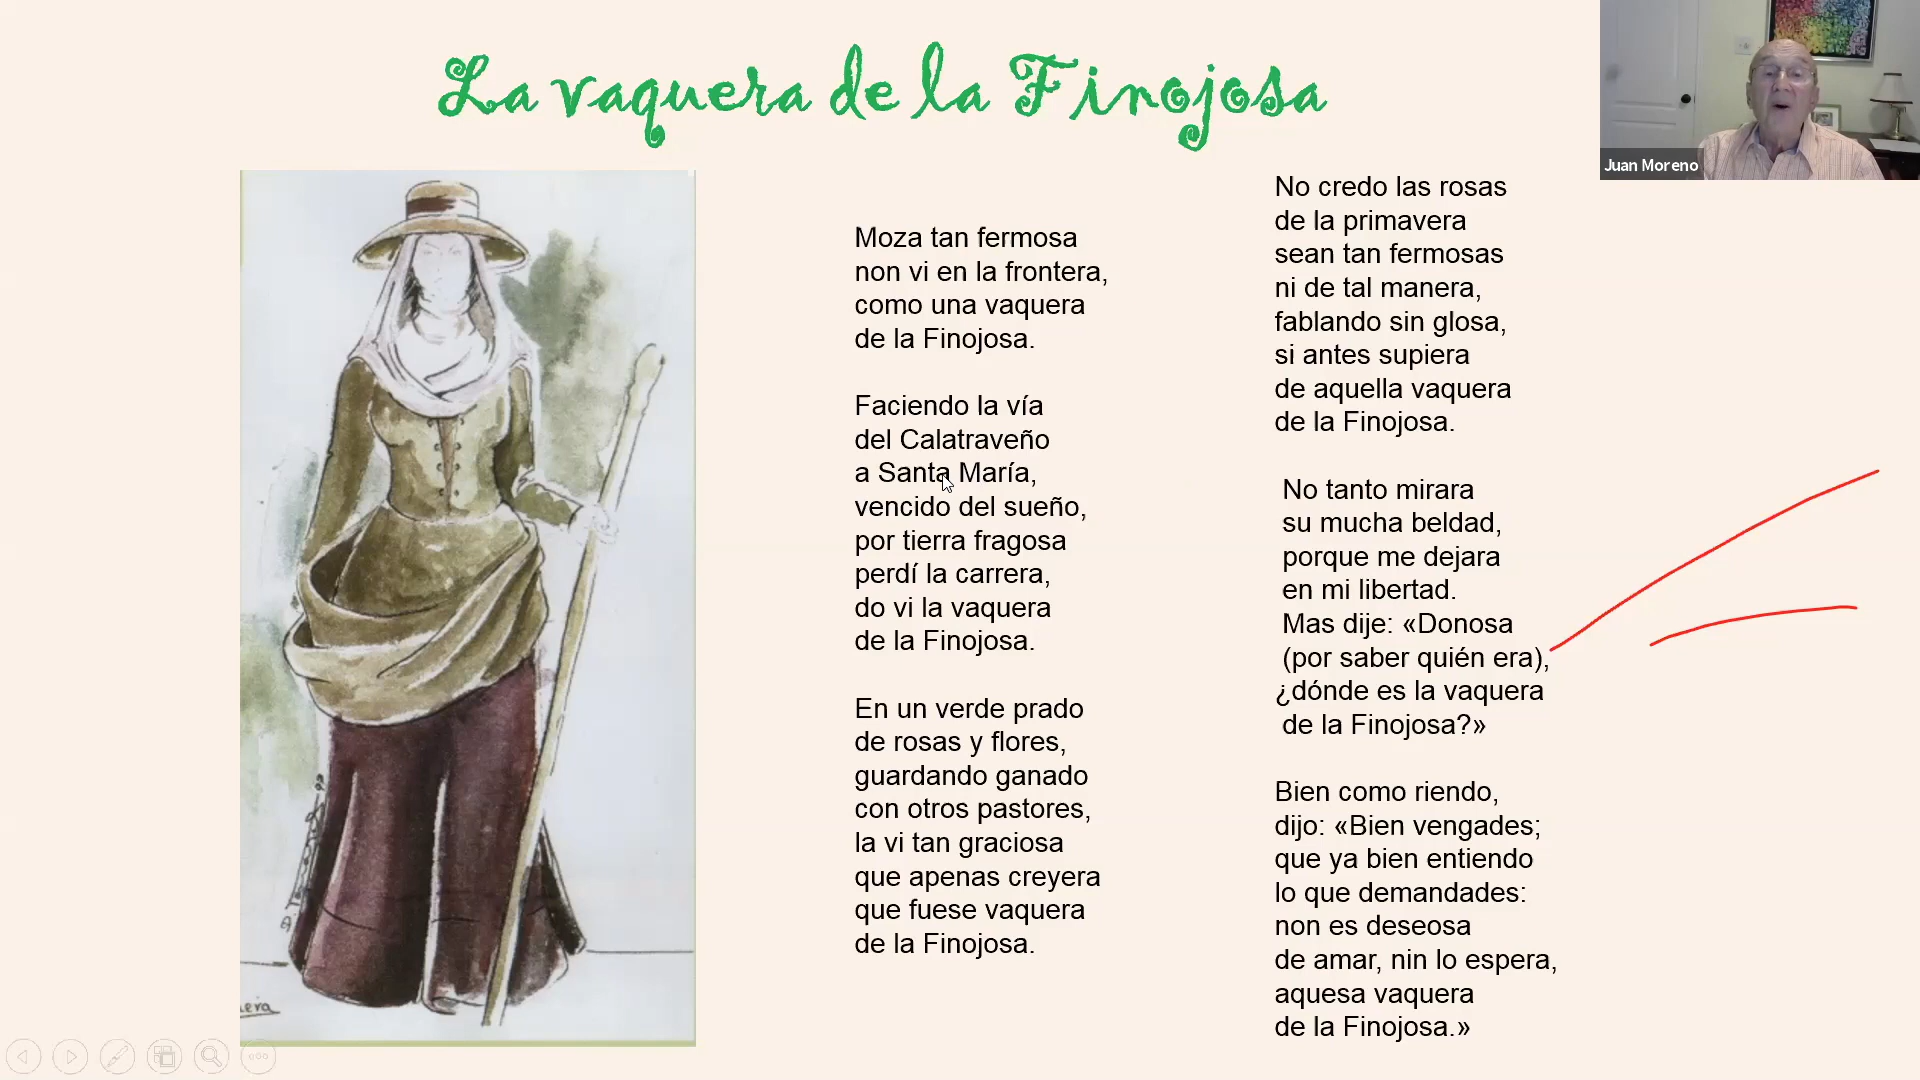 La vaquera de la Finojosa
Juan Moreno
Moza tan fermosa
non vi en la frontera,
como una vaquera
de la Finojosa.
Faciendo la vía
del Calatraveño
a Santa María,
vencido del sueño,
por tierra fragosa
perdí la carrera,
do vi la vaquera
de la Finojosa.
En un verde prado
de rosas y flores,
guardando ganado
con otros pastores,
la vi tan graciosa
que apenas creyera
que fuese vaquera
de la Finojosa.
No credo las rosas
de la primavera
sean tan fermosas
ni de tal manera,
fablando sin glosa,
si antes supiera
de aquella vaquera
de la Finojosa.
No tanto mirara
su mucha beldad,
porque me dejara
en mi libertad.
Mas dije: «Donosa
(por saber quién era),
¿dónde es la vaquera
de la Finojosa?»
Bien como riendo,
dijo: «Bien vengades;
que ya bien entiendo
lo que demandades:
non es deseosa
de amar, nin lo espera,
aquesa vaquera
de la Finojosa.»